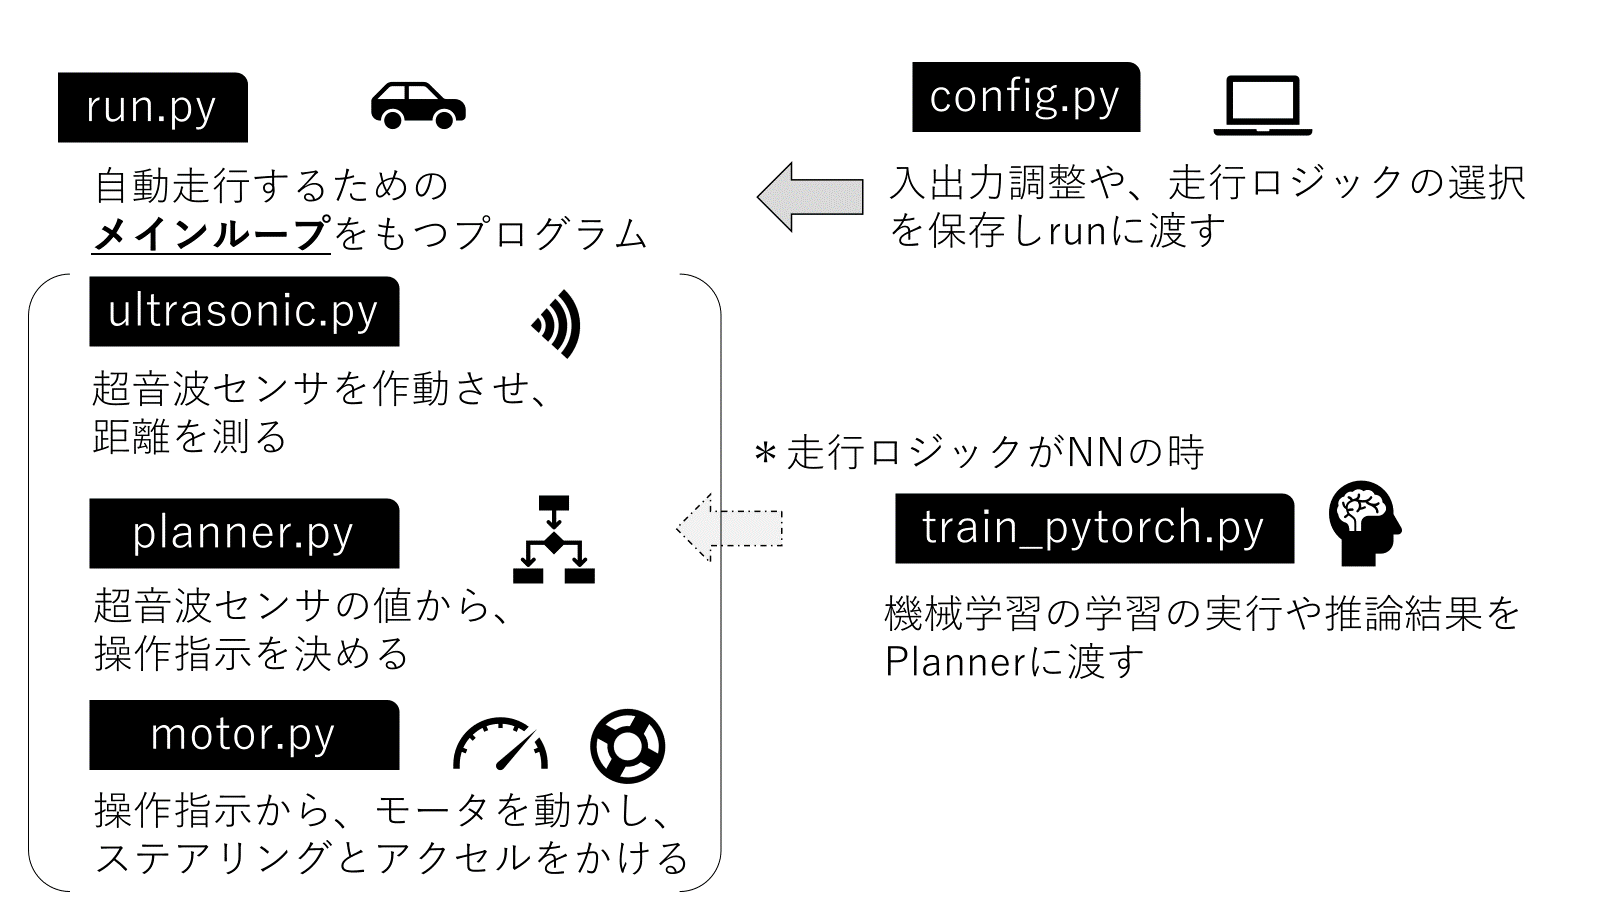 run.py
自動走行するための
メインループをもつプログラム
config.py
入出力調整や、走行ロジックの選択
を保存しrunに渡す
ultrasonic.py
超音波センサを作動させ、
距離を測る
planner.py
超音波センサの値から、
操作指示を決める
motor.py
操作指示から、モータを動かし、
ステアリングとアクセルをかける
＊走行ロジックがNNの時
train_pytorch.py
機械学習の学習の実行や推論結果を
Plannerに渡す